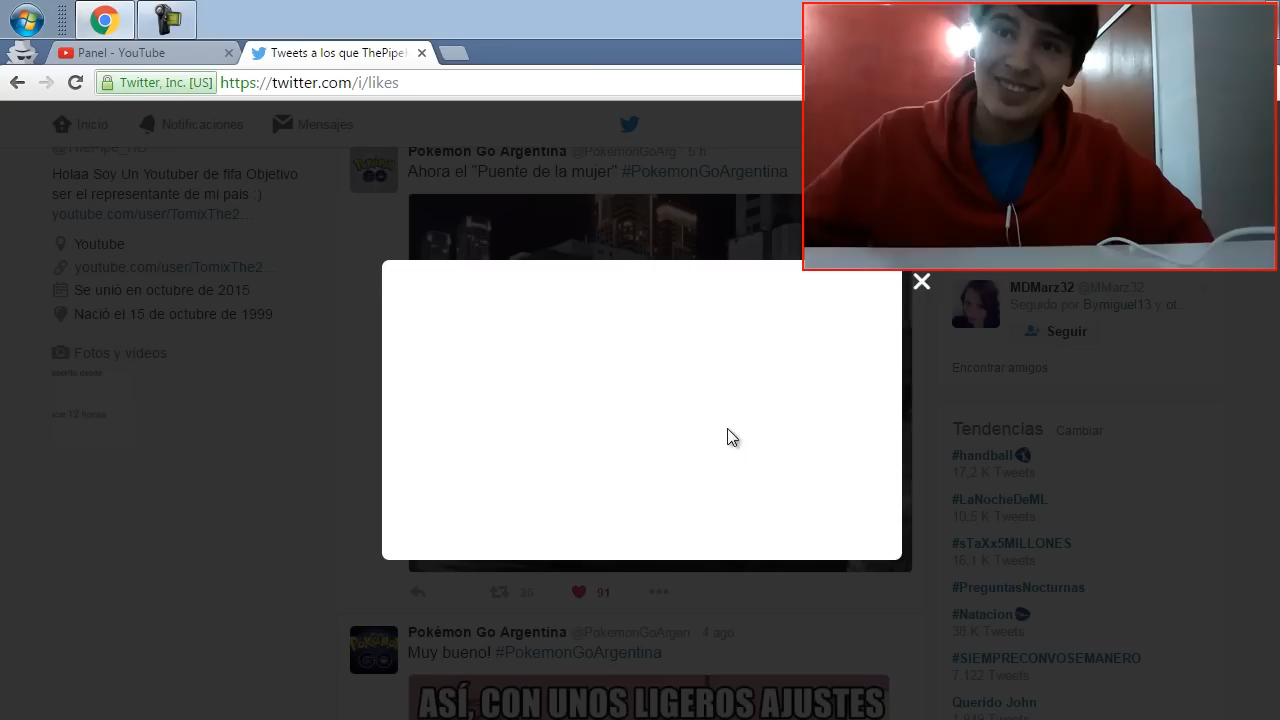 Panel - YouTube
Tweets a los que ThePipe
Twitter, Inc. [US]
https://twitter.com/i/likes
Inicio
Notificaciones
Mensajes
Holaa Soy Un Youtuber de fifa Objetivo
ser el representante de mi pais :)
youtube.com/user/TomixThe2...
Youtube
youtube.com/user/TomixThe2...
Se unió en octubre de 2015
Nació el 15 de octubre de 1999
Fotos y vídeos
Pokemon Go Argentina @PokemonGoArg · 5 h
Ahora el "Puente de la mujer" #PokemonGoArgentina
91
Pokémon Go Argentina @PokemonGoArgen · 4 ago.
Muy bueno! #PokemonGoArgentina
ASÍ, CON UNOS LIGEROS AJUSTES
MDMarz32 @MMarz32
Seguido por Bymiguel13 y ot...
Seguir
Encontrar amigos
Tendencias Cambiar
#handball
17,2 K Tweets
#LaNocheDeML
10,5 K Tweets
#sTaXx5MILLONES
16,1 K Tweets
#PreguntasNocturnas
#Natacion
38 K Tweets
#SIEMPRECONVOSEMANERO
7.122 Tweets
Querido John